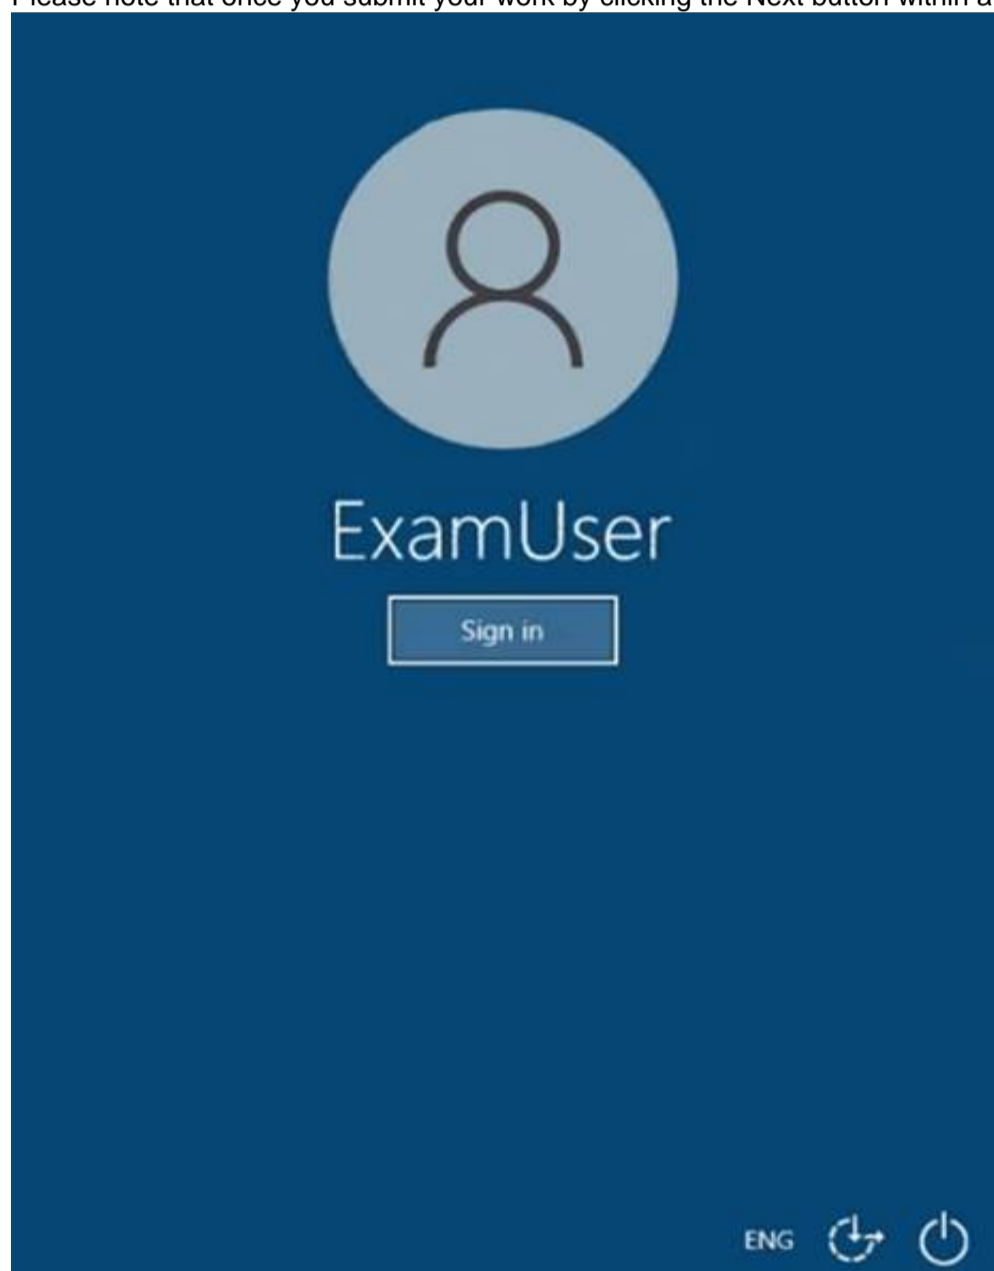 Please note that once you submit your work by clicking the Next button within a
ExamUser
Sign in
ENG